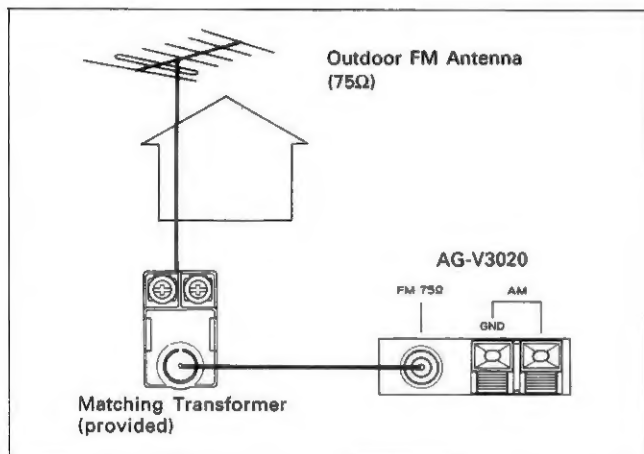 Outdoor FM Antenna
(75Ω)
AG-V3020
FM 75Ω
AM
GND
Matching Transformer
(provided)